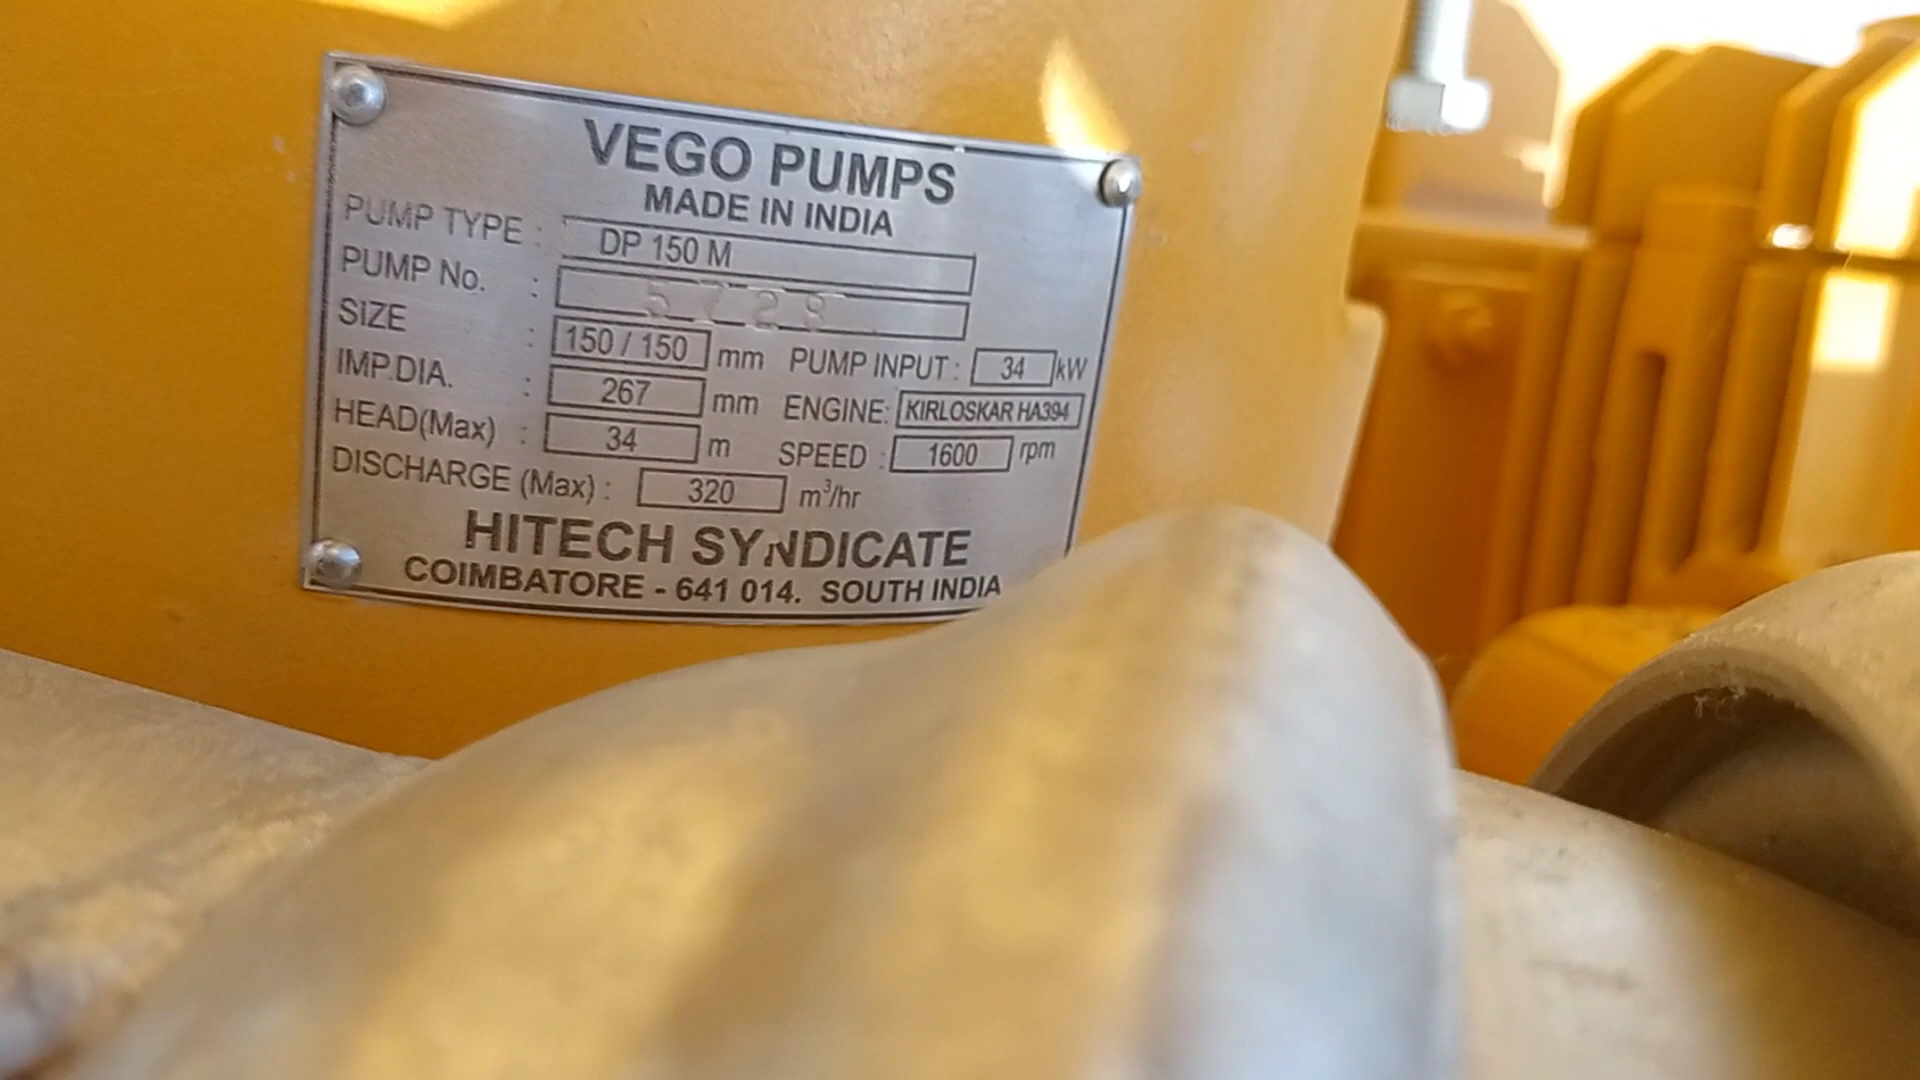 VEGO PUMPS
MADE IN INDIA
PUMP TYPE : DP 150 M
PUMP No. : 5728
SIZE : 150 / 150 mm PUMP INPUT : 34 kW
IMP.DIA. : 267 mm ENGINE: KIRLOSKAR HA394
HEAD(Max) : 34 m SPEED : 1600 rpm
DISCHARGE (Max) : 320 m³/hr
HITECH SYNDICATE
COIMBATORE - 641 014. SOUTH INDIA